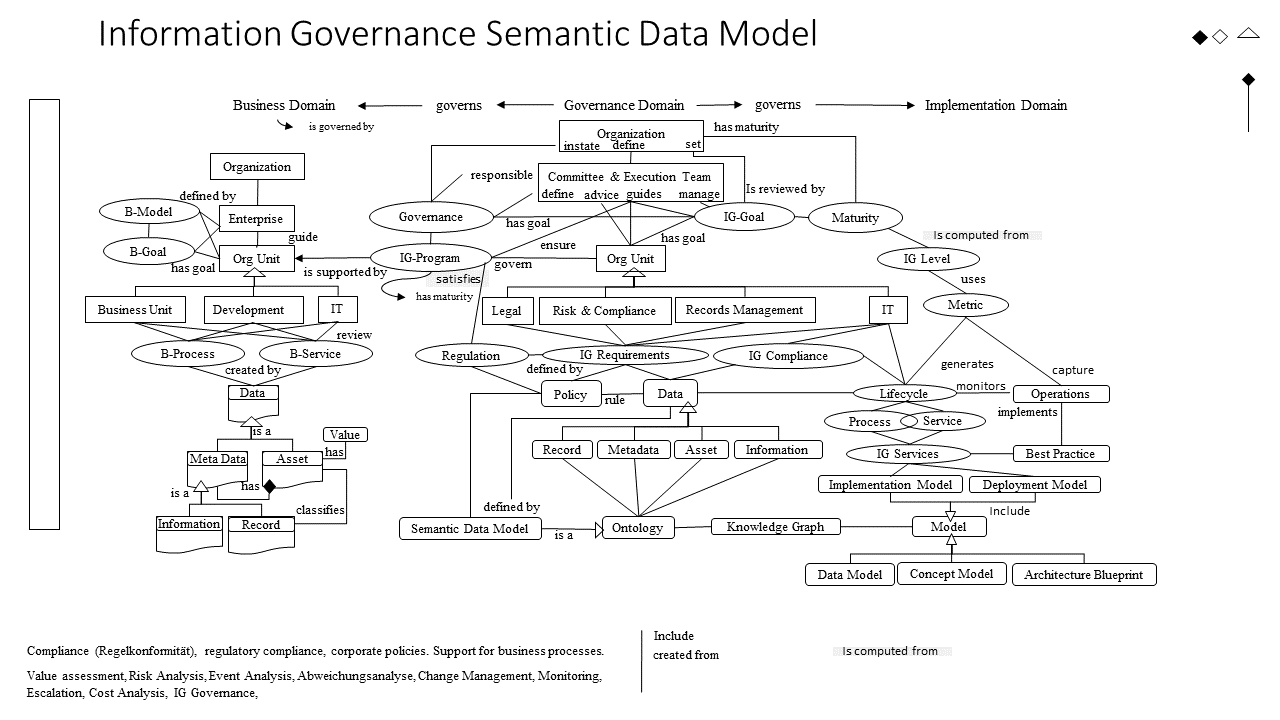 Information Governance Semantic Data Model
Business Domain
governs
Governance Domain
governs
Implementation Domain
is governed by
Organization
has maturity
instate define set
Organization
responsible
Committee & Execution Team
define advice guides manage
Is reviewed by
defined by
B-Model
Enterprise
Governance
has goal
IG-Goal
Maturity
guide
has goal
Is computed from
B-Goal
has goal
Org Unit
is supported by
IG-Program
ensure
govern
Org Unit
IG Level
satisfies
has maturity
uses
Business Unit
Development
IT
Legal
Risk & Compliance
Records Management
IT
Metric
review
B-Process
B-Service
Regulation
IG Requirements
IG Compliance
created by
defined by
generates
capture
Data
Policy
rule
Data
Lifecycle
monitors
Operations
implements
is a
Value
has
Process
Service
Meta Data
Asset
Record
Metadata
Asset
Information
IG Services
Best Practice
is a
has
Implementation Model
Deployment Model
classifies
defined by
Include
Information
Record
Semantic Data Model
is a
Ontology
Knowledge Graph
Model
Data Model
Concept Model
Architecture Blueprint
Include
Compliance (Regelkonformität), regulatory compliance, corporate policies. Support for business processes.
created from
Is computed from
Value assessment, Risk Analysis, Event Analysis, Abweichungsanalyse, Change Management, Monitoring,
Escalation, Cost Analysis, IG Governance,